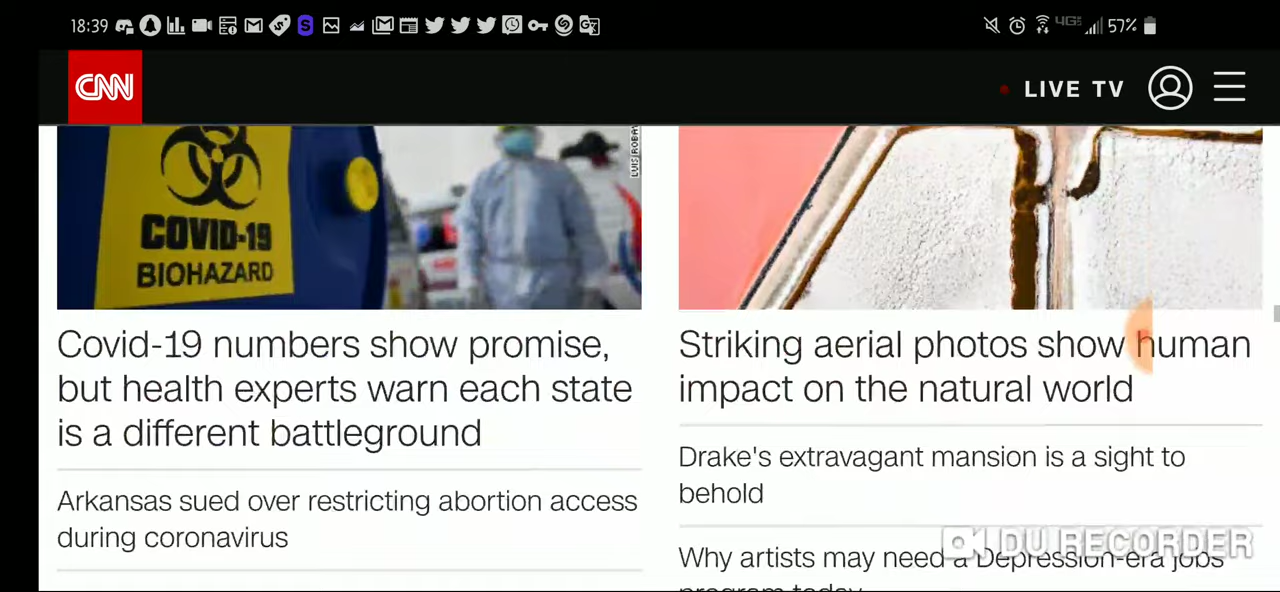 18:39
4G
57%
CNN
LIVE TV
COVID-19
BIOHAZARD
Covid-19 numbers show promise,
but health experts warn each state
is a different battleground
Arkansas sued over restricting abortion access
during coronavirus
Striking aerial photos show human
impact on the natural world
Drake's extravagant mansion is a sight to
behold
Why artists may need a Depression-era jobs
program today
DU RECORDER